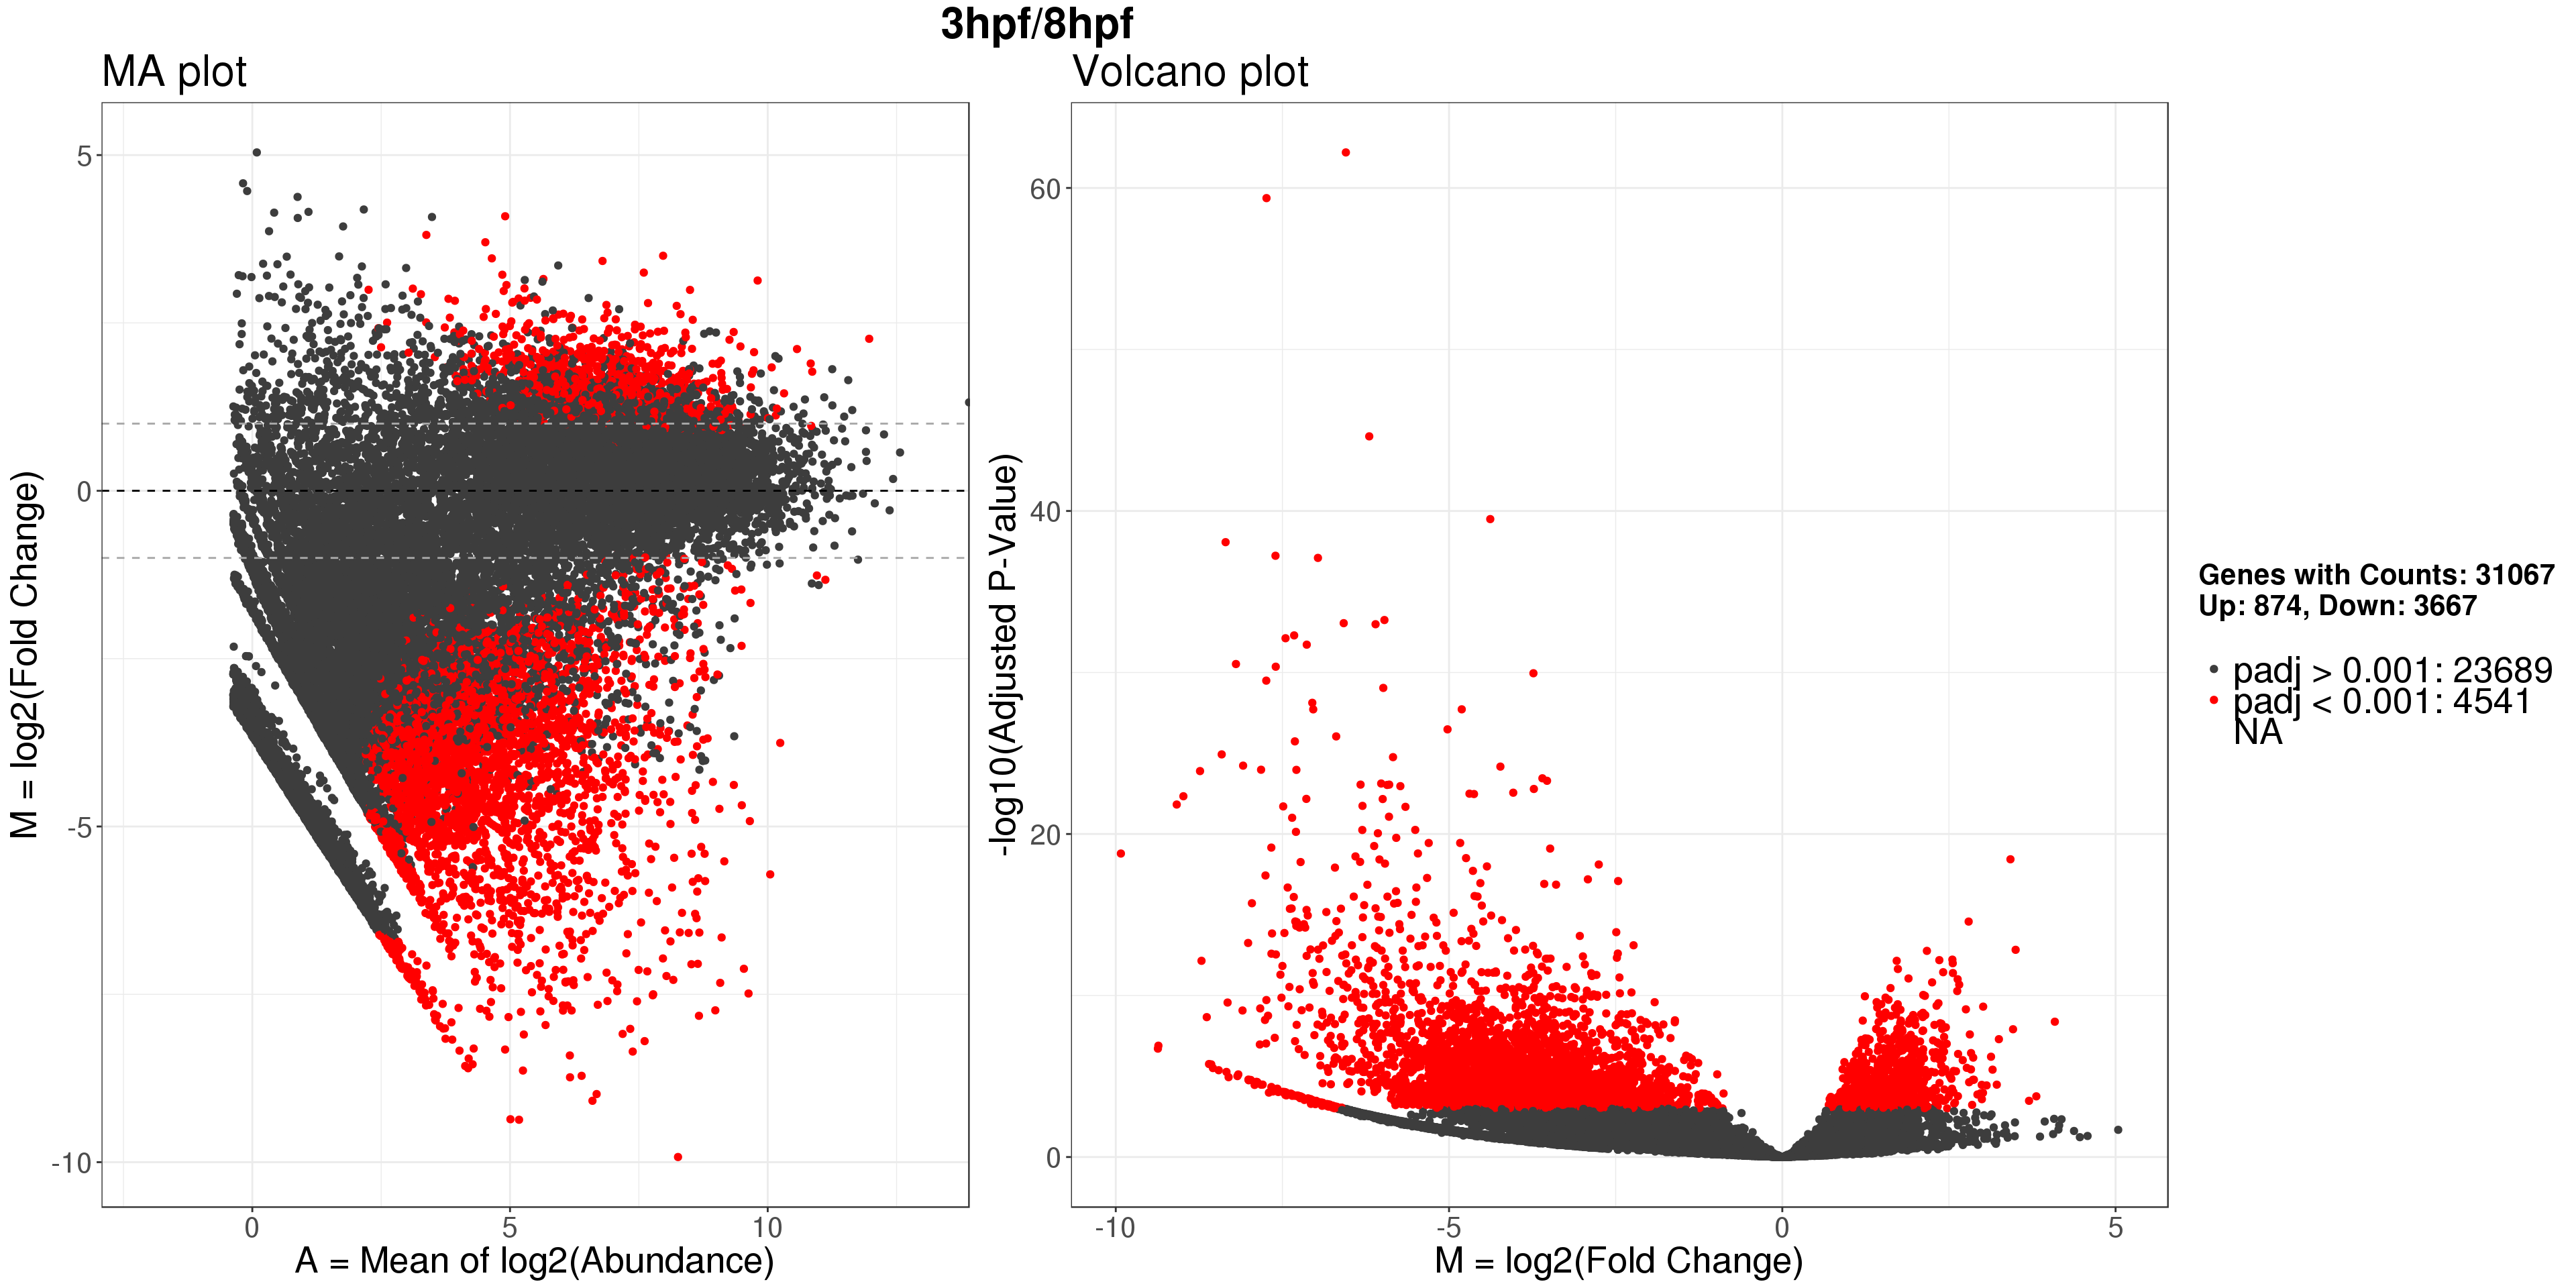 3hpf/8hpf
MA plot
Volcano plot
M = log2(Fold Change)
5
0
-5
-10
0
5
10
A = Mean of log2(Abundance)
-log10(Adjusted P-Value)
60
40
20
0
-10
-5
0
5
M = log2(Fold Change)
Genes with Counts: 31067
Up: 874, Down: 3667
padj > 0.001: 23689
padj < 0.001: 4541
NA